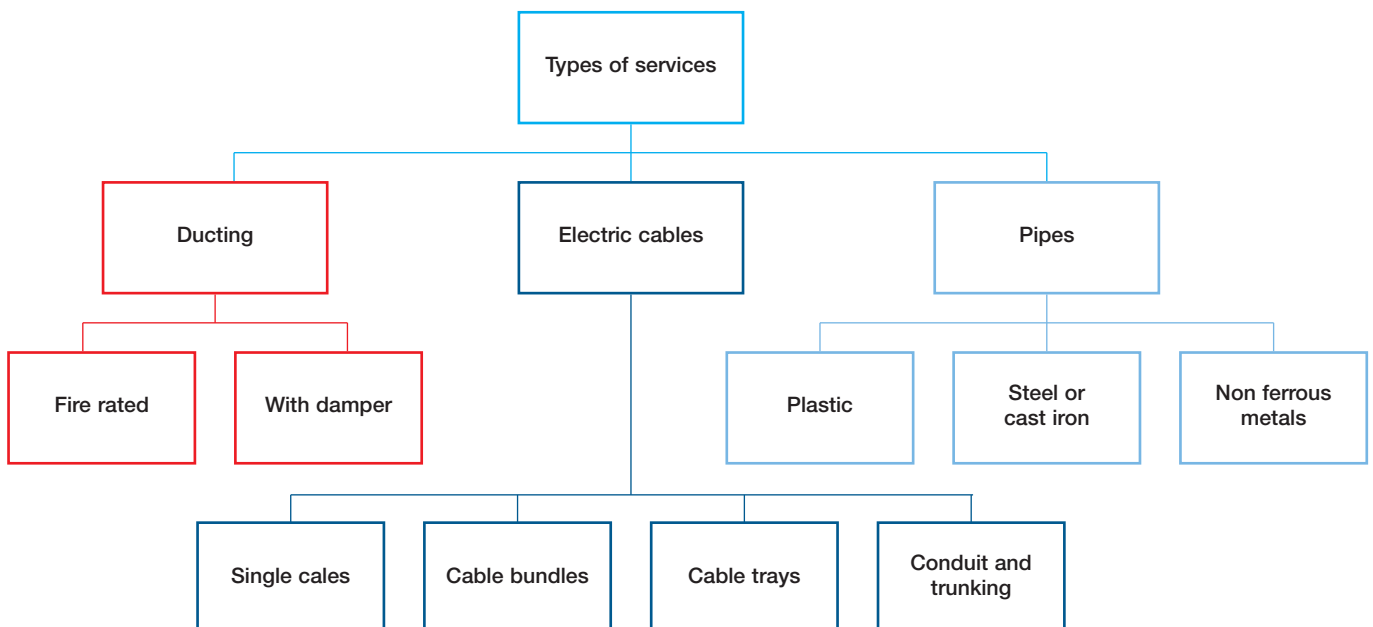 Types of services
Ducting
Electric cables
Pipes
Fire rated
With damper
Plastic
Steel or
cast iron
Non ferrous
metals
Single cales
Cable bundles
Cable trays
Conduit and
trunking